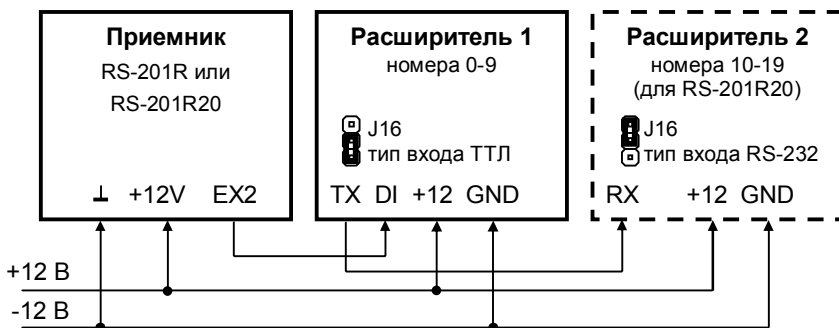 Приемник
RS-201R или
RS-201R20
⊥ +12V EX2
Расширитель 1
номера 0-9
J16
тип входа ТТЛ
TX DI +12 GND
Расширитель 2
номера 10-19
(для RS-201R20)
J16
тип входа RS-232
RX +12 GND
+12 В
-12 В